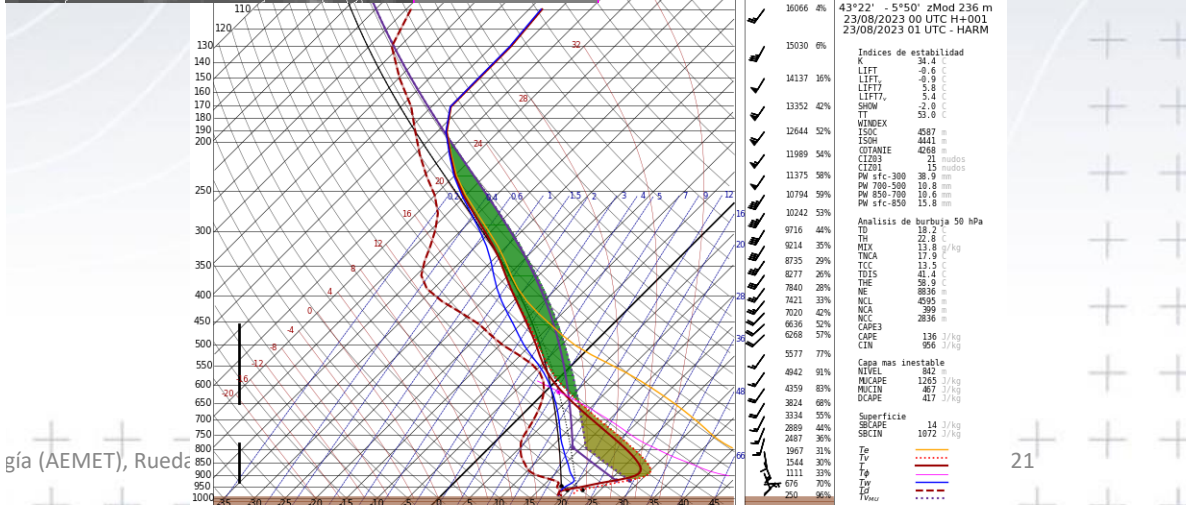 43°22' - 5°50' zMod 236 m
23/08/2023 00 UTC H+001
23/08/2023 01 UTC - HARM
110
130
140
150
160
170
180
190
200
250
300
350
400
450
500
550
600
650
700
750
800
850
900
950
1000
32
28
24
20
16
12
8
4
0
-4
-8
-12
-16
-20
0.2 0.4 0.6 1 1.5 2 3 4 5 7 9 12
16
20
28
36
48
66
-35 -30 -25 -20 -15 -10 -5 0 5 10 15 20 25 30 35 40 45
16066 4%
15030 6%
14137 16%
13352 42%
12644 52%
11989 54%
11375 58%
10794 59%
10242 53%
9716 44%
9214 35%
8735 29%
8277 26%
7840 28%
7421 33%
7020 42%
6636 52%
6268 57%
5577 77%
4942 91%
4359 83%
3824 68%
3334 55%
2889 44%
2487 36%
1967 31%
1544 30%
1111 33%
676 70%
250 96%
Indices de estabilidad
K 34.4 C
LIFT -0.6 C
LIFTv -0.9 C
LIFT7 5.8 C
LIFT7v 5.4 C
SHOW -2.0 C
TT 53.0 C
WINDEX
ISOC 4587 m
ISOH 4441 m
COTANIE 4268 m
CIZ03 21 nudos
CIZ01 15 nudos
PW sfc-300 38.9 mm
PW 700-500 10.8 mm
PW 850-700 10.6 mm
PW sfc-850 15.8 mm
Analisis de burbuja 50 hPa
TD 18.2 C
TH 22.8 C
MIX 13.8 g/kg
TNCA 17.9 C
TCC 13.5 C
TDIS 41.4 C
THE 58.9 C
NE 8836 m
NCL 4595 m
NCA 399 m
NCC 2836 m
CAPE3
CAPE 136 J/kg
CIN 956 J/kg
Capa mas inestable
NIVEL 842 m
MUCAPE 1265 J/kg
MUCIN 467 J/kg
DCAPE 417 J/kg
Superficie
SBCAPE 14 J/kg
SBCIN 1072 J/kg
Te
Tv
T
Tϕ
Tw
Td
TvMU
gía (AEMET), Rueda
21